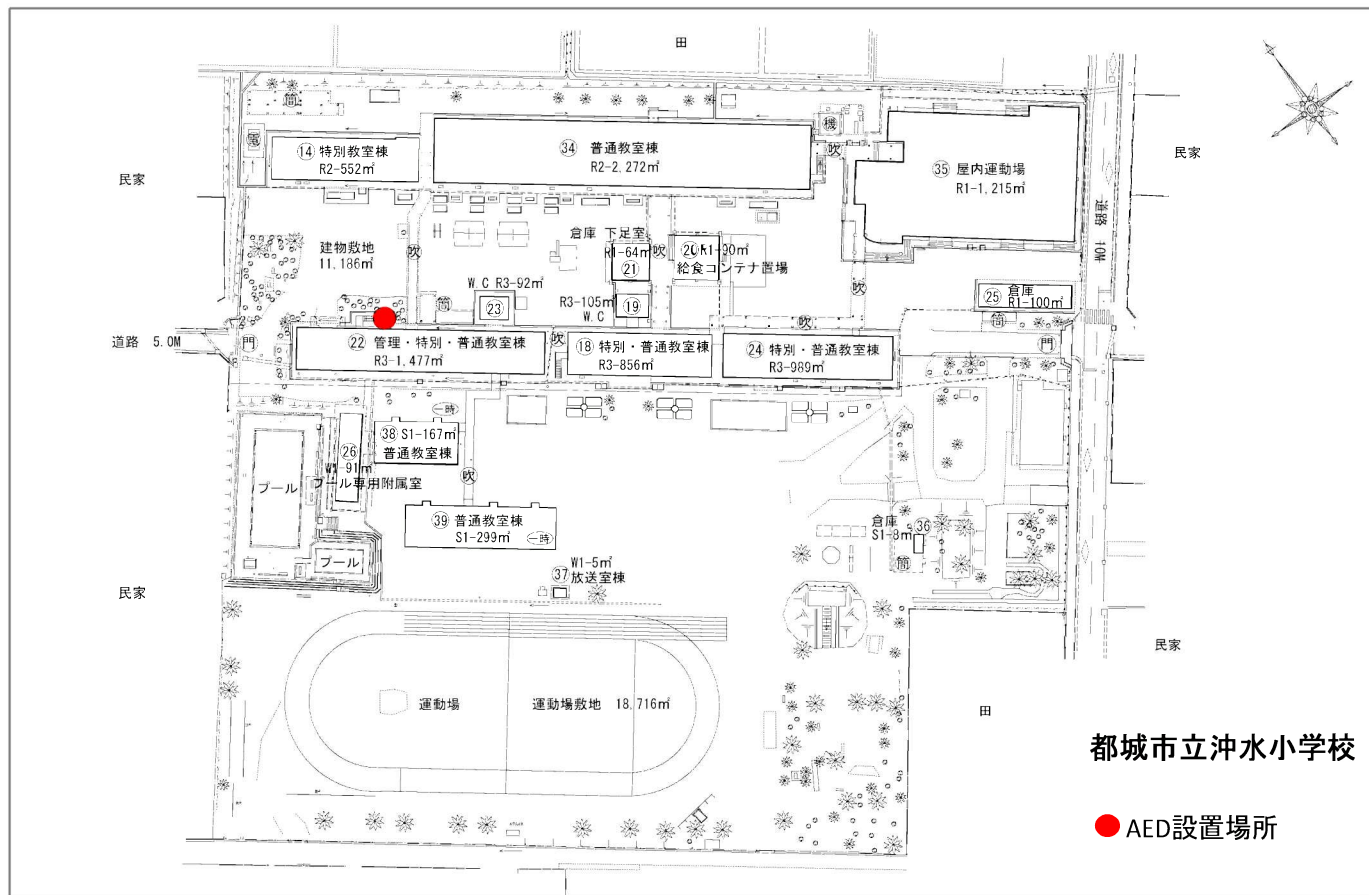 田
簡
電
機
⑭ 特別教室棟
R2-552㎡
㉞ 普通教室棟
R2-2,272㎡
吹
㉟ 屋内運動場
R1-1,215㎡
民家
民家
道路 10M
建物敷地
11,186㎡
吹
倉庫 下足室
R1-64㎡
㉑
吹
⑳ R1-90㎡
給食コンテナ置場
W.C R3-92㎡
㉓
簡
R3-105㎡
W.C
⑲
吹
㉕ 倉庫
R1-100㎡
簡
道路 5.0M
門
㉒ 管理・特別・普通教室棟
R3-1,477㎡
吹
⑱ 特別・普通教室棟
R3-856㎡
吹
㉔ 特別・普通教室棟
R3-989㎡
門
一時
㊳ S1-167㎡
普通教室棟
㉖
W1-91㎡
プール専用附属室
プール
吹
㊴ 普通教室棟
S1-299㎡
一時
倉庫
S1-8㎡
㊱
簡
プール
W1-5㎡
㊲ 放送室棟
民家
民家
運動場
運動場敷地 18,716㎡
田
都城市立沖水小学校
AED設置場所